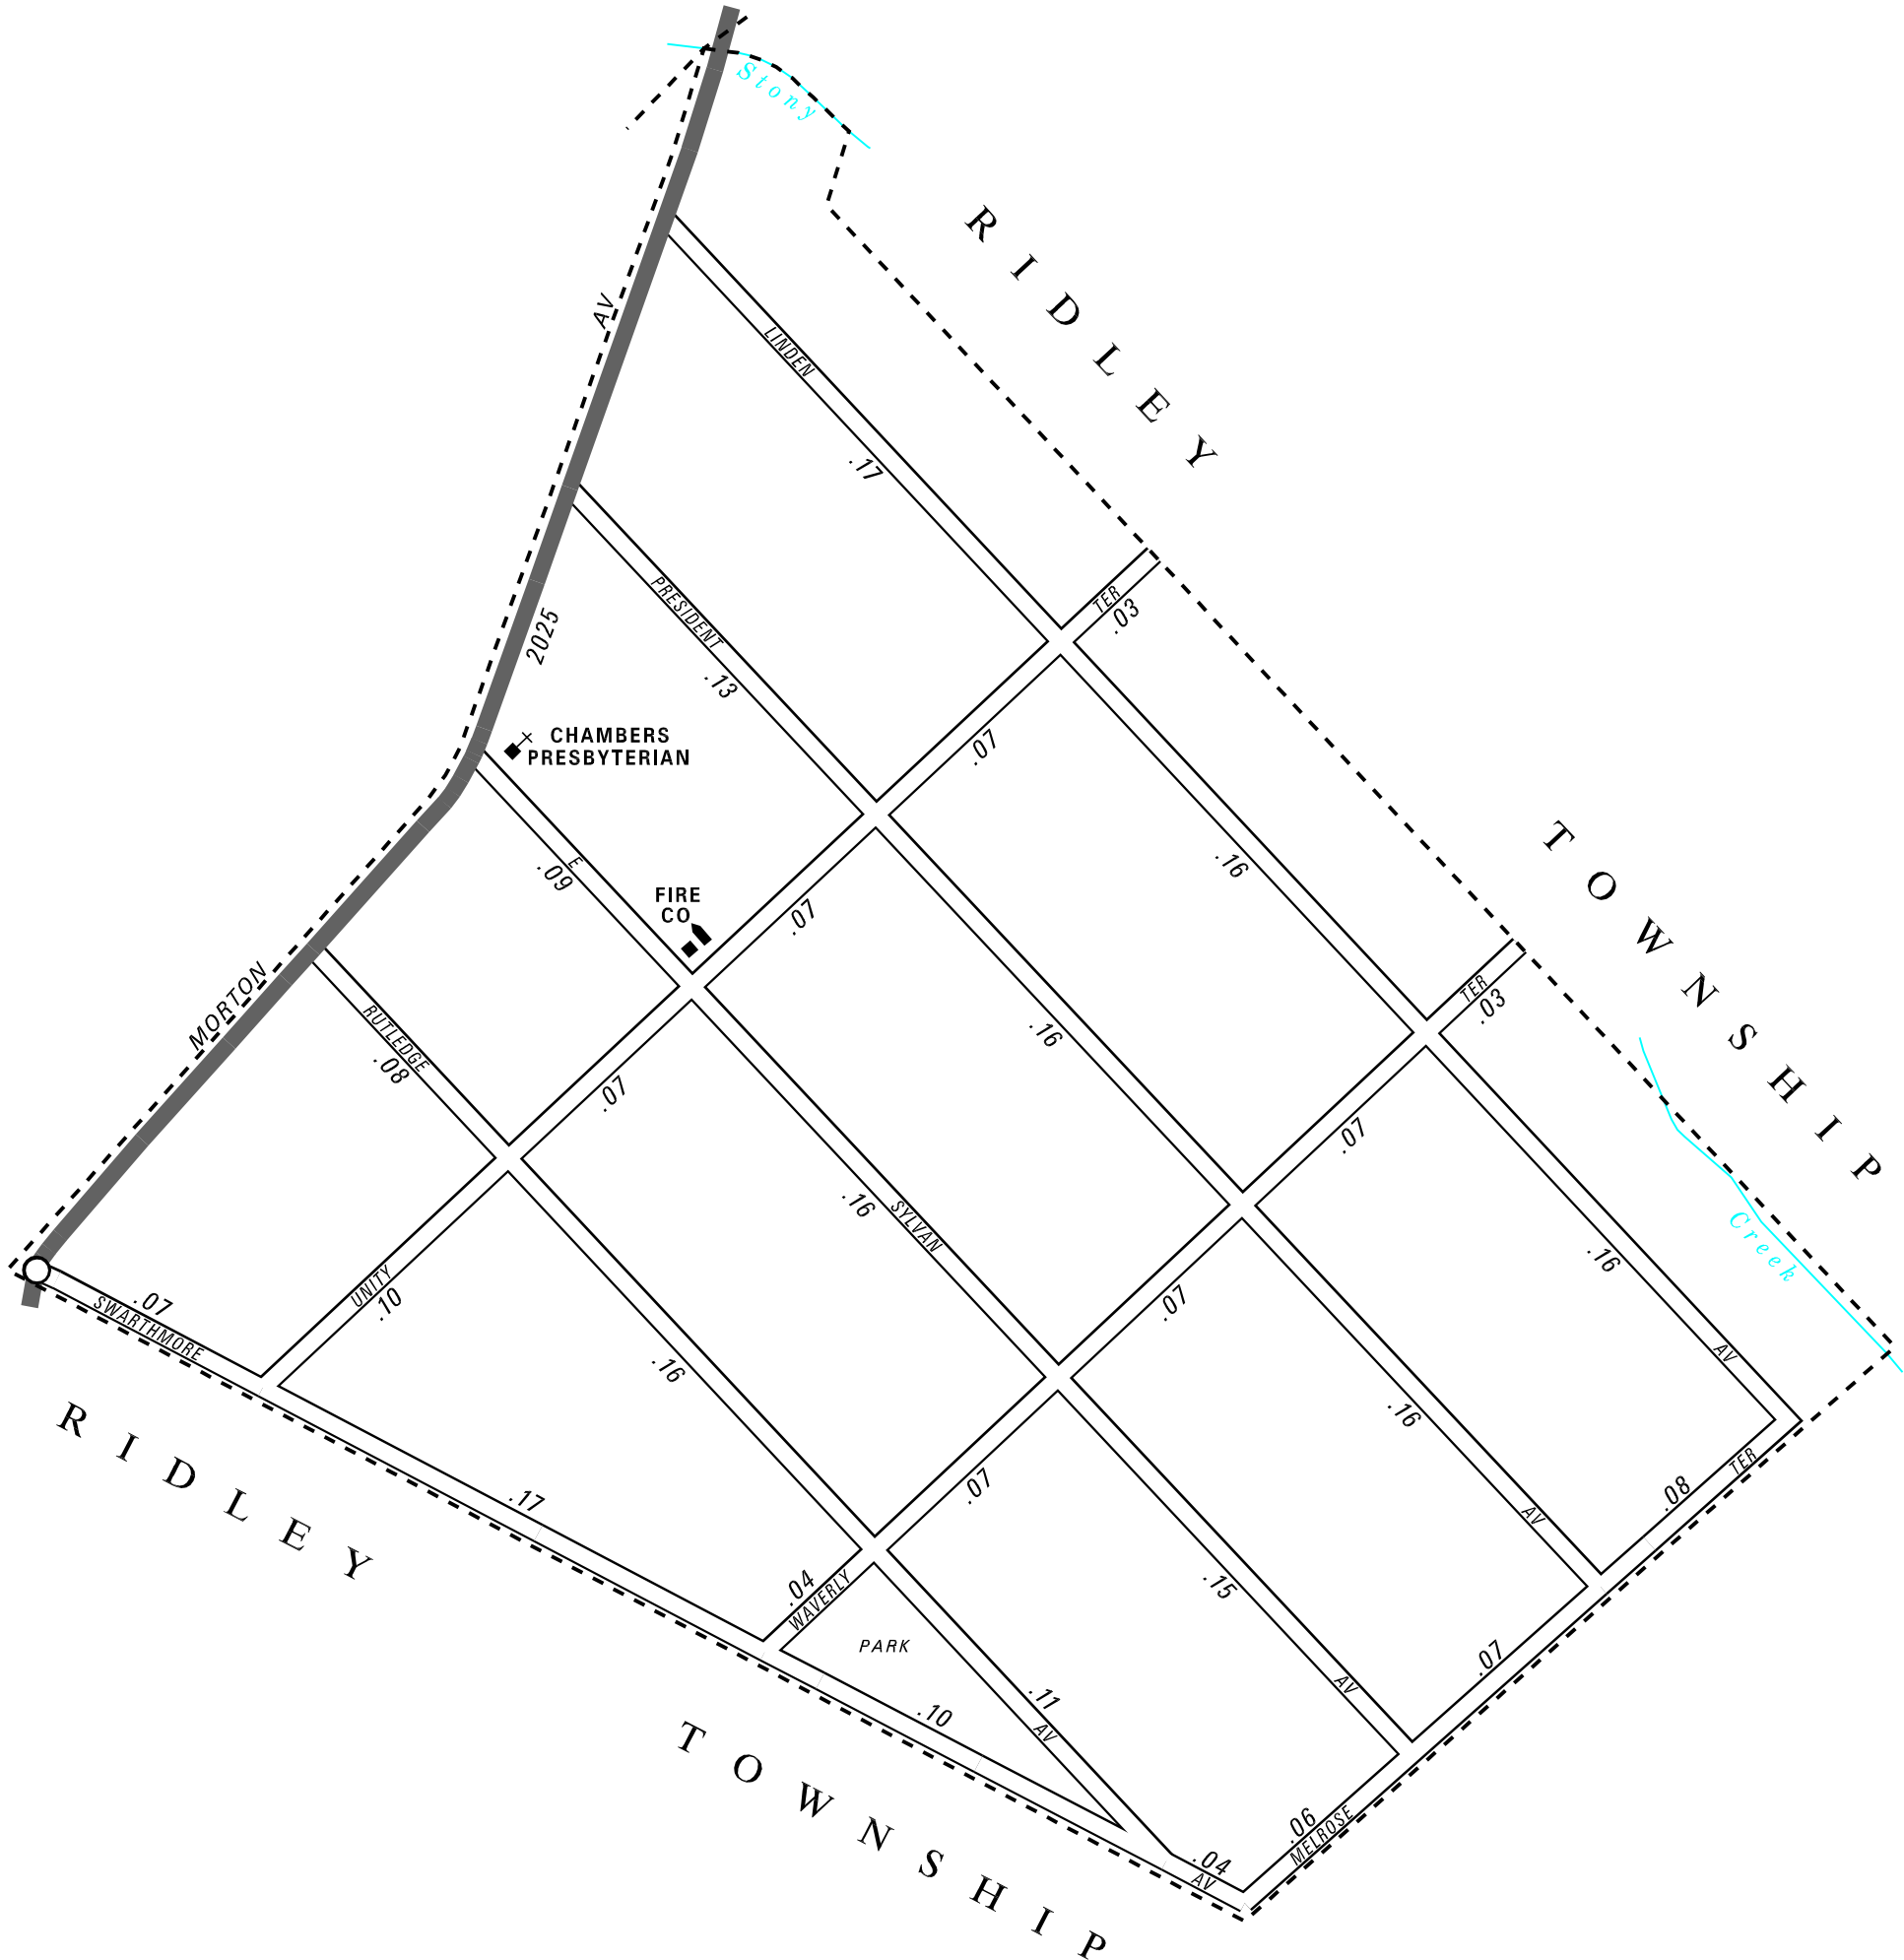 Stony
RIDLEY
AV
LINDEN
.17
2025
PRESIDENT
.13
TER
.03
CHAMBERS
PRESBYTERIAN
.07
E
.09
FIRE
CO
.07
.16
TOWNSHIP
MORTON
RUTLEDGE
.08
.07
.16
TER
.03
.07
.16
SYLVAN
.16
Creek
UNITY
.10
.07
SWARTHMORE
.07
.16
AV
.16
.17
.07
.16
AV
.08
TER
RIDLEY
.04
WAVERLY
.15
AV
.07
PARK
.11
AV
.10
TOWNSHIP
.06
MELROSE
.04
AV